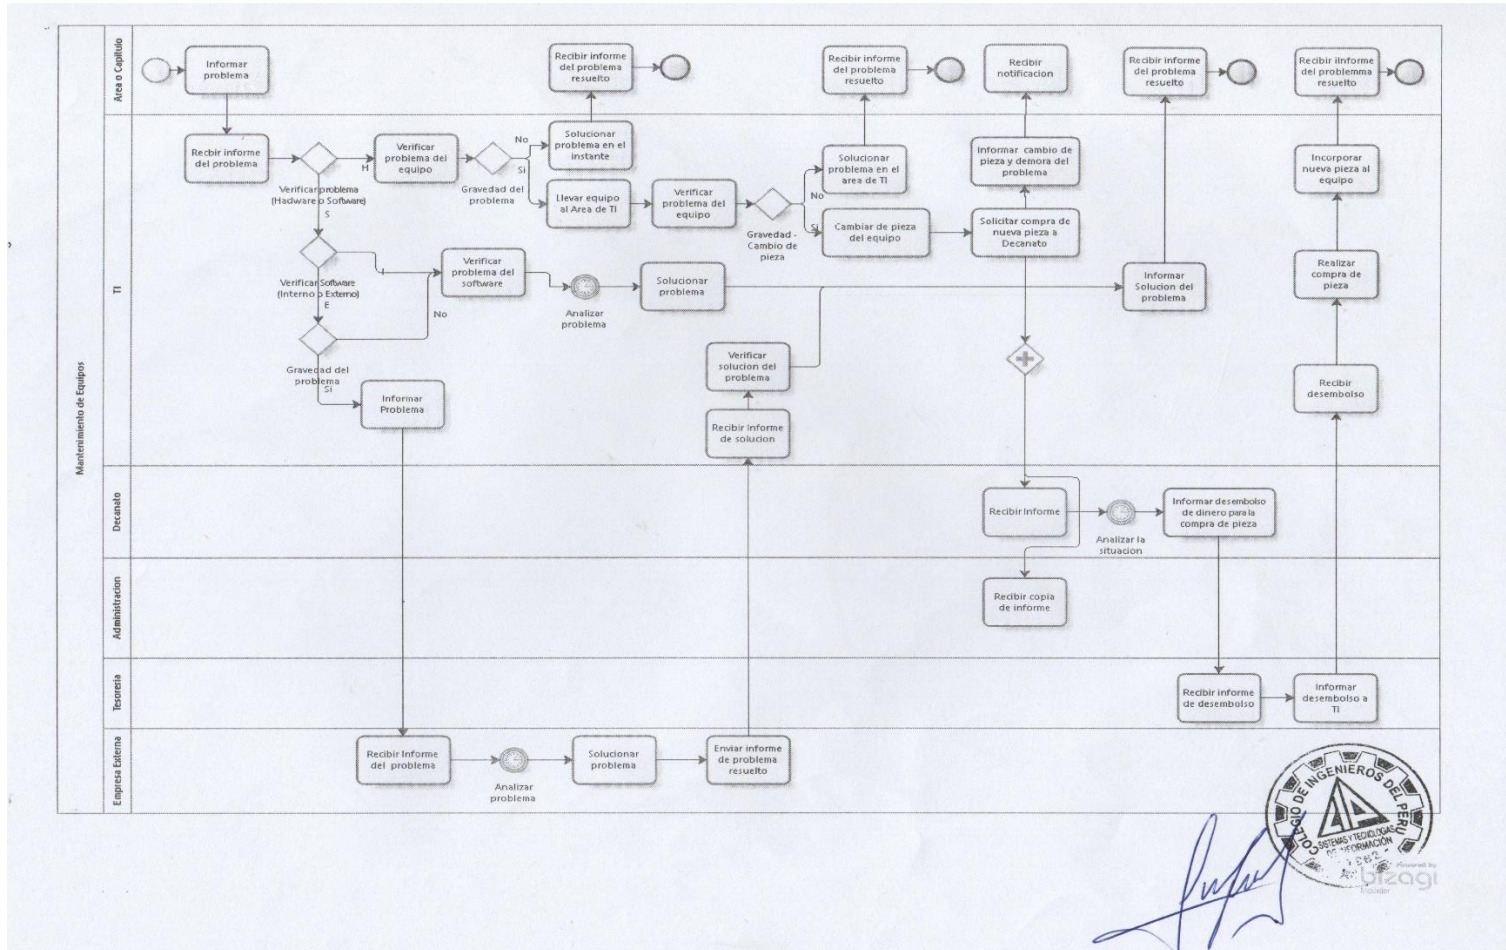 Mantenimiento de Equipos
Area o Capitulo
Informar
problema
Recibir informe
del problema
resuelto
Recibir informe
del problema
resuelto
Recibir
notificacion
Recibir informe
del problema
resuelto
Recibir iInforme
del problemma
resuelto
TI
Recbir informe
del problema
Verificar problema
(Hadware o Software)
H
S
Verificar
problema del
equipo
Gravedad del
problema
No
Si
Solucionar
problema en el
instante
Llevar equipo
al Area de TI
Verificar
problema del
equipo
Gravedad -
Cambio de
pieza
No
Si
Solucionar
problema en el
area de TI
Cambiar de pieza
del equipo
Informar cambo de
pieza y demora del
problema
Solicitar compra de
nueva pieza a
Decanato
Incorporar
nueva pieza al
equipo
Verificar Software
(Interno o Externo)
I
E
Verificar
problema del
software
Analizar
problema
Solucionar
problema
Informar
Solucion del
problema
Realizar
compra de
pieza
No
Gravedad del
problema
Si
Informar
Problema
Verificar
solucion del
problema
Recibir Informe
de solucion
Recibir
desembolso
Decanato
Recibir Informe
Analizar la
situacion
Informar desembolso
de dinero para la
compra de pieza
Administracion
Recibir copia
de informe
Tesoreria
Recibir informe
de desembolso
Informar
desembolso a
TI
Empresa Externa
Recibir Informe
del problema
Analizar
problema
Solucionar
problema
Enviar informe
de problema
resuelto
COLEGIO DE INGENIEROS DEL PERU
SISTEMAS Y TECNOLOGIAS
DE INFORMACIÓN
Powered by
bizagi
Modeler